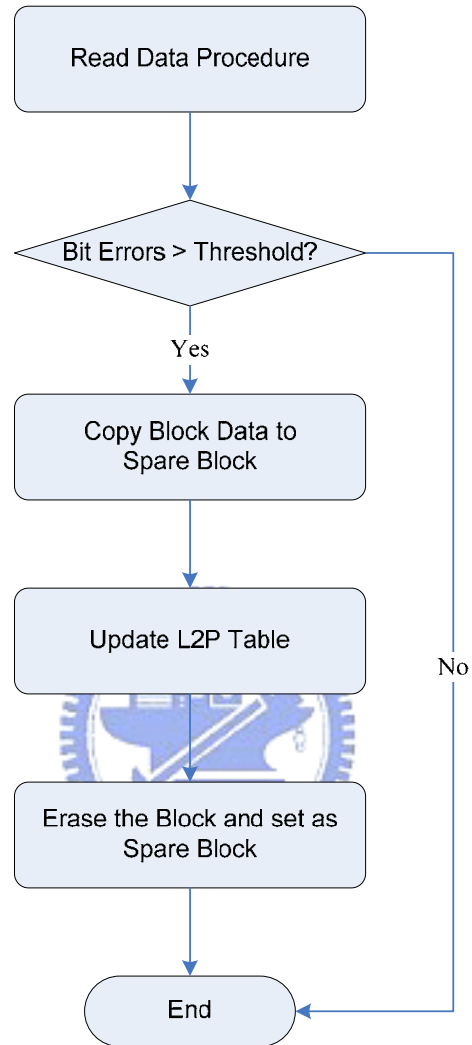 Read Data Procedure
Bit Errors > Threshold?
Yes
Copy Block Data to
Spare Block
Update L2P Table
No
Erase the Block and set as
Spare Block
End